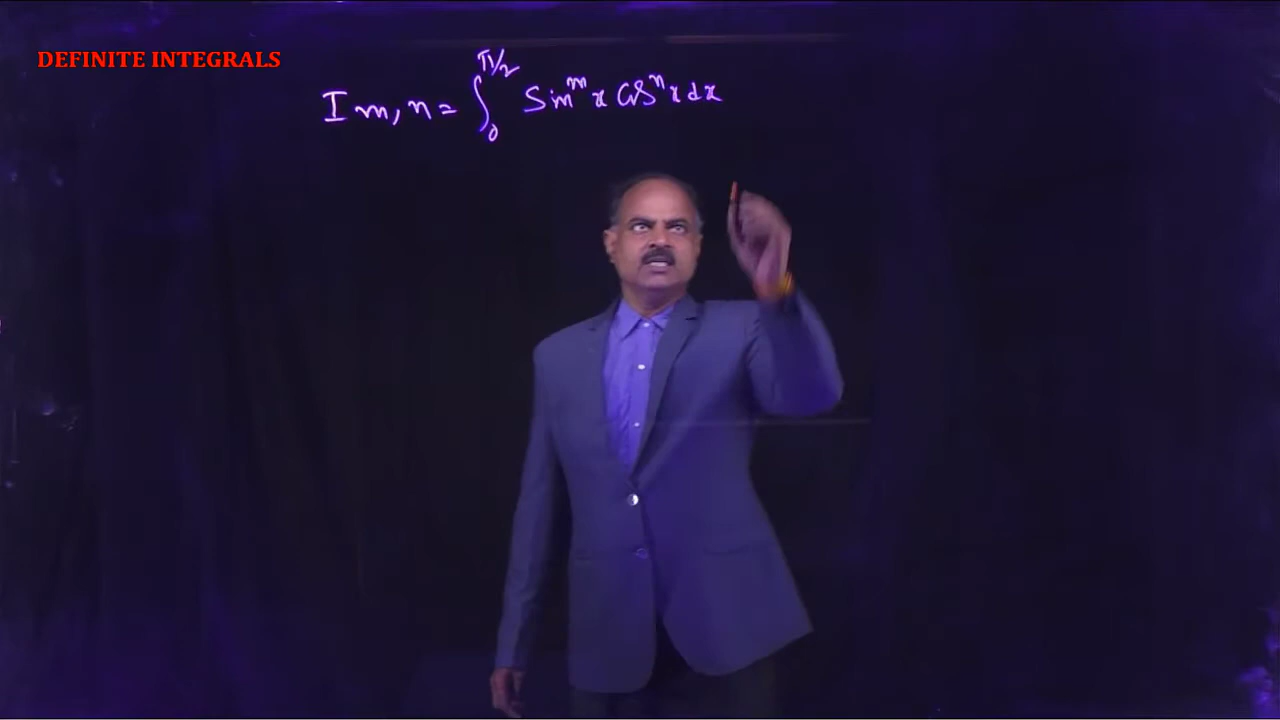 DEFINITE INTEGRALS
I m, n = ∫₀^π/2 Sin^m x Cos^n x dx